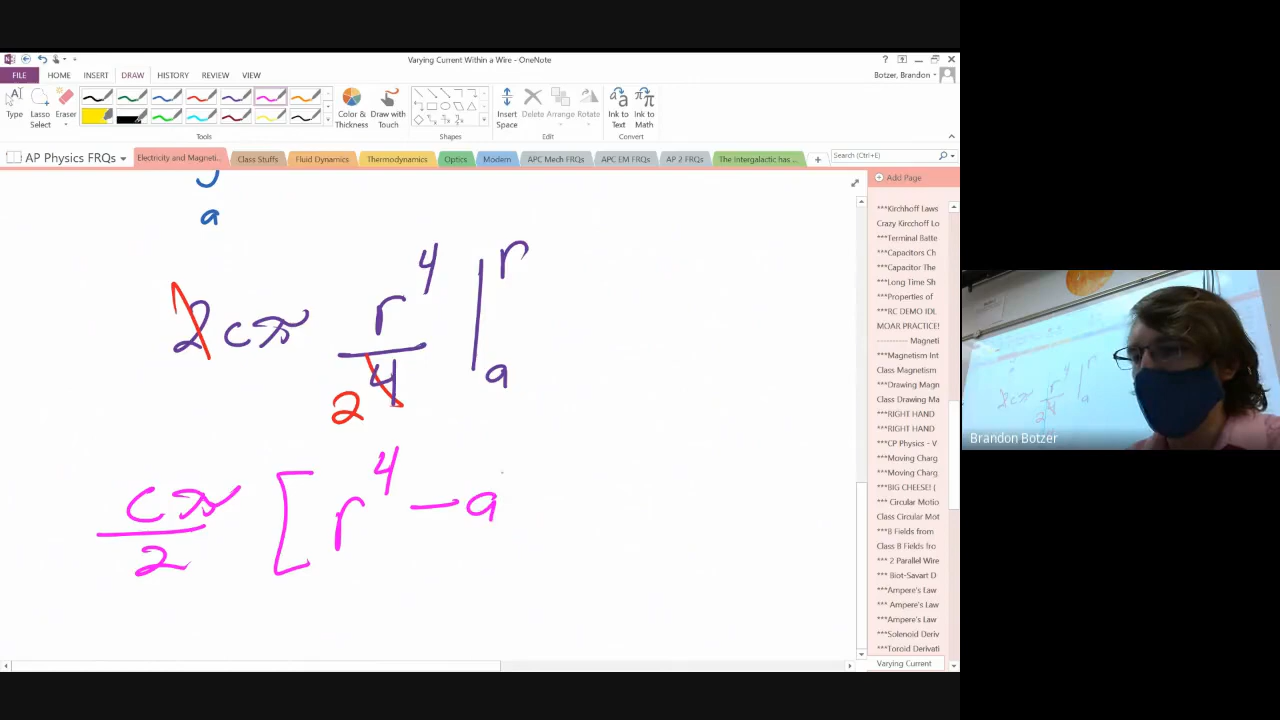 Varying Current Within a Wire - OneNote
FILE HOME INSERT DRAW HISTORY REVIEW VIEW
Botzer, Brandon
Type
Lasso Select
Eraser
Color & Thickness
Draw with Touch
Insert Space
Delete
Arrange
Rotate
Ink to Text
Ink to Math
Tools
Shapes
Edit
Convert
AP Physics FRQs
Electricity and Magneti...
Class Stuffs
Fluid Dynamics
Thermodynamics
Optics
Modern
APC Mech FRQs
APC EM FRQs
AP 2 FRQs
The Intergalactic has ...
Search (Ctrl+E)
Add Page
***Kirchhoff Laws
Crazy Kircchoff Lo
***Terminal Batte
***Capacitors Ch
***Capacitor The
***Long Time Sh
***Properties of
***RC DEMO IDL
MOAR PRACTICE!
---------- Magneti
***Magnetism Int
Class Magnetism
***Drawing Magn
Class Drawing Ma
***RIGHT HAND
***RIGHT HAND
***CP Physics - V
***Moving Charg
***Moving Charg
***BIG CHEESE! (
*** Circular Motio
Class Circular Mot
***B Fields from
Class B Fields fro
*** 2 Parallel Wire
*** Biot-Savart D
***Ampere's Law
*** Ampere's Law
***Ampere's Law
***Solenoid Deriv
***Toroid Derivati
Varying Current
a
2cπ r^4/4 | r a
2
cπ/2 [r^4 - a
Brandon Botzer